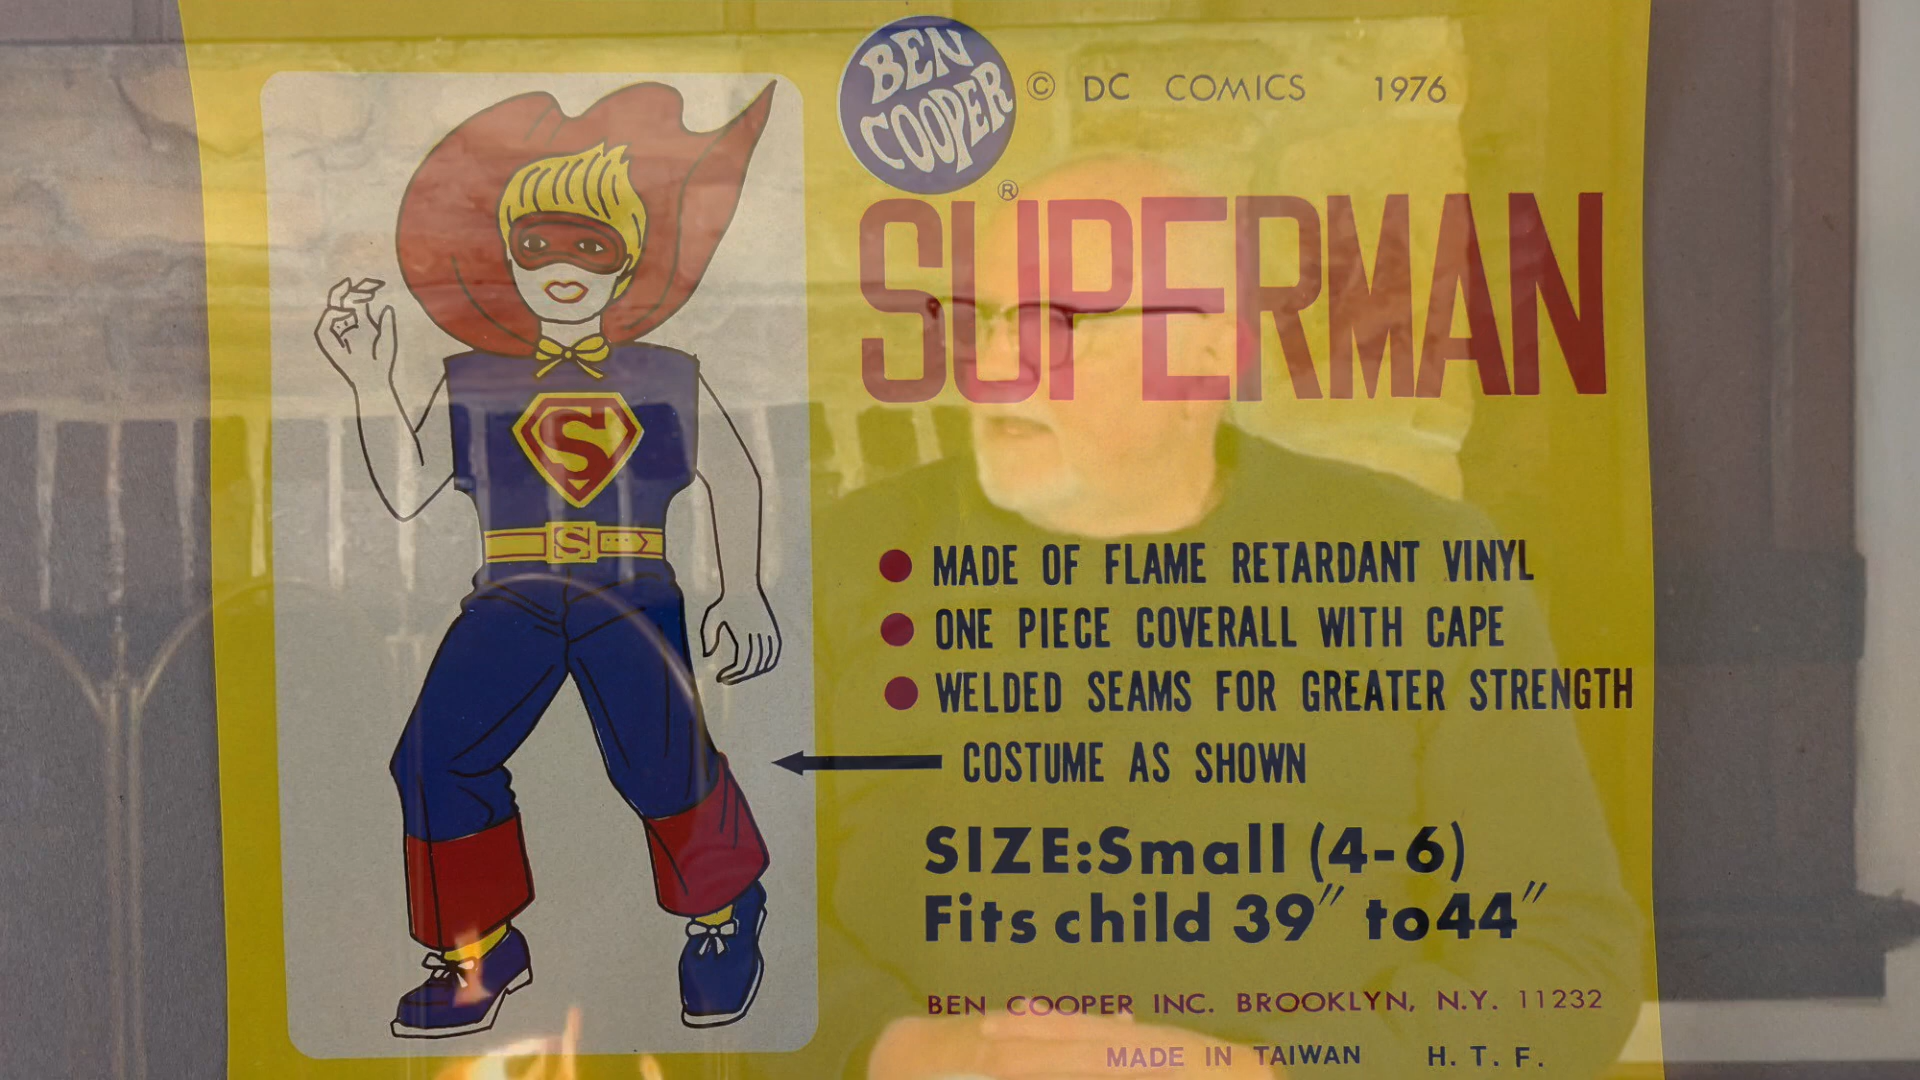 BEN COOPER
® 
© DC COMICS 1976
SUPERMAN
S
S
● MADE OF FLAME RETARDANT VINYL
● ONE PIECE COVERALL WITH CAPE
● WELDED SEAMS FOR GREATER STRENGTH
COSTUME AS SHOWN
SIZE:Small (4-6)
Fits child 39″ to 44″
BEN COOPER INC. BROOKLYN, N.Y. 11232
MADE IN TAIWAN H. T. F.